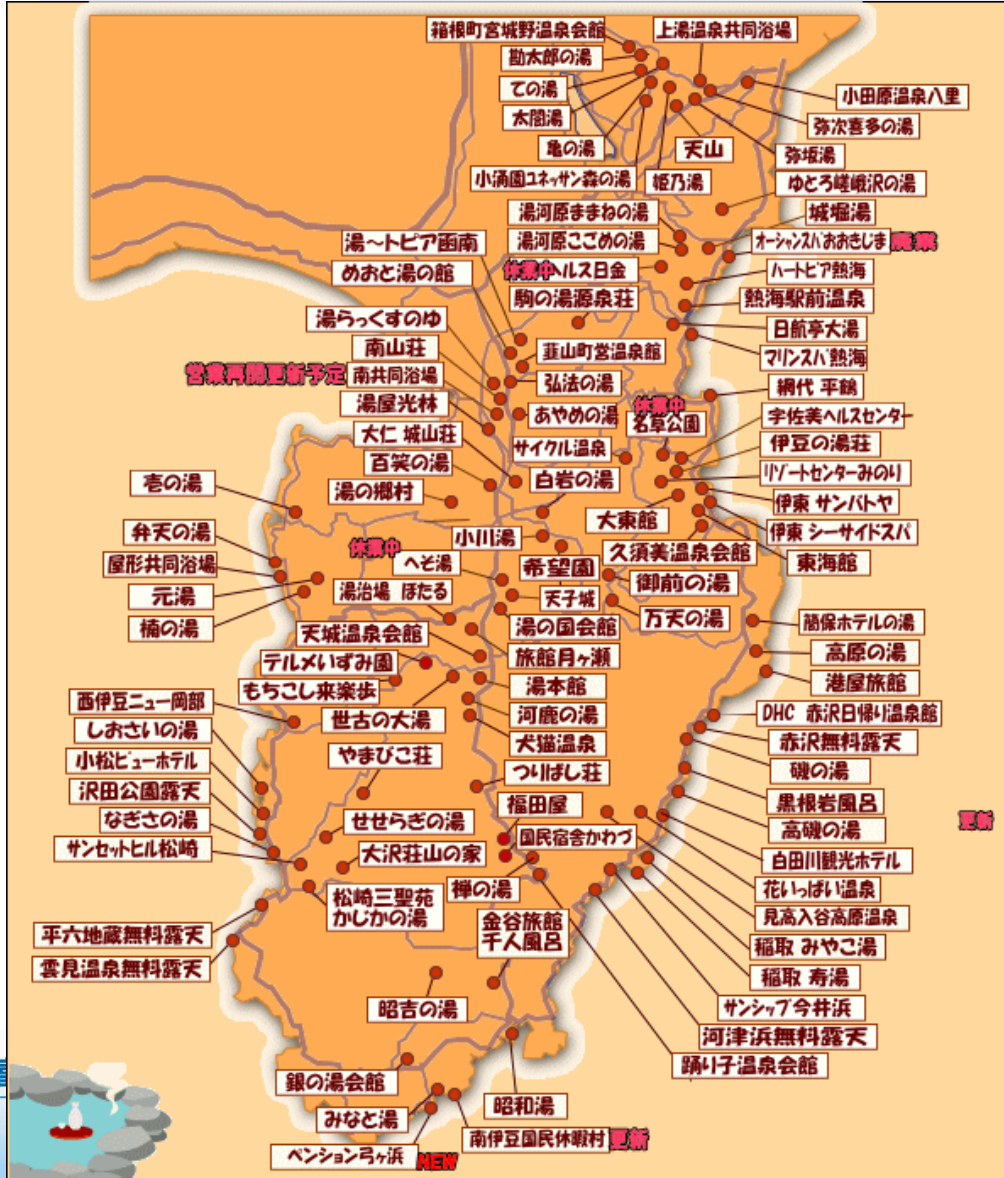 箱根町宮城野温泉会館
上湯温泉共同浴場
勘太郎の湯
ての湯
小田原温泉八里
太閤湯
弥次喜多の湯
亀の湯
天山
弥坂湯
小涌園ユネッサン森の湯
姫乃湯
ゆとろ嵯峨沢の湯
湯河原ままねの湯
城堀湯
湯～トピア函南
湯河原こごめの湯
オーシャンスパおおきじま 廃業
めおと湯の館
休業中 ヘルス日金
ハートピア熱海
駒の湯源泉荘
熱海駅前温泉
湯らっくすのゆ
日航亭大湯
南山荘
韮山町営温泉館
マリンスパ熱海
営業再開更新予定 南共同浴場
弘法の湯
網代 平鶴
湯屋光林
あやめの湯
休業中
名草公園
宇佐美ヘルスセンター
大仁 城山荘
サイクル温泉
伊豆の湯荘
百笑の湯
リゾートセンターみのり
壱の湯
湯の郷村
白岩の湯
伊東 サンバトヤ
大東館
伊東 シーサイドスパ
弁天の湯
小川湯
久須美温泉会館
東海館
休業中
屋形共同浴場
へそ湯
希望園
御前の湯
元湯
湯治場 ほたる
天子城
万天の湯
楠の湯
湯の国会館
簡保ホテルの湯
天城温泉会館
旅館月ヶ瀬
高原の湯
テルメいずみ園
港屋旅館
もちこし来楽歩
湯本館
西伊豆ニュー岡部
世古の大湯
河鹿の湯
DHC 赤沢日帰り温泉館
しおさいの湯
犬猫温泉
赤沢無料露天
小松ビューホテル
やまびこ荘
磯の湯
沢田公園露天
つりばし荘
黒根岩風呂
なぎさの湯
せせらぎの湯
福田屋
高磯の湯
更新
サンセットヒル松崎
国民宿舎かわづ
大沢荘山の家
白田川観光ホテル
禅の湯
花いっぱい温泉
松崎三聖苑
かじかの湯
見高入谷高原温泉
平六地蔵無料露天
金谷旅館
千人風呂
稲取 みやこ湯
雲見温泉無料露天
稲取 寿湯
昭吉の湯
サンシップ今井浜
河津浜無料露天
踊り子温泉会館
銀の湯会館
昭和湯
みなと湯
南伊豆国民休暇村 更新
ペンション弓ヶ浜 NEW